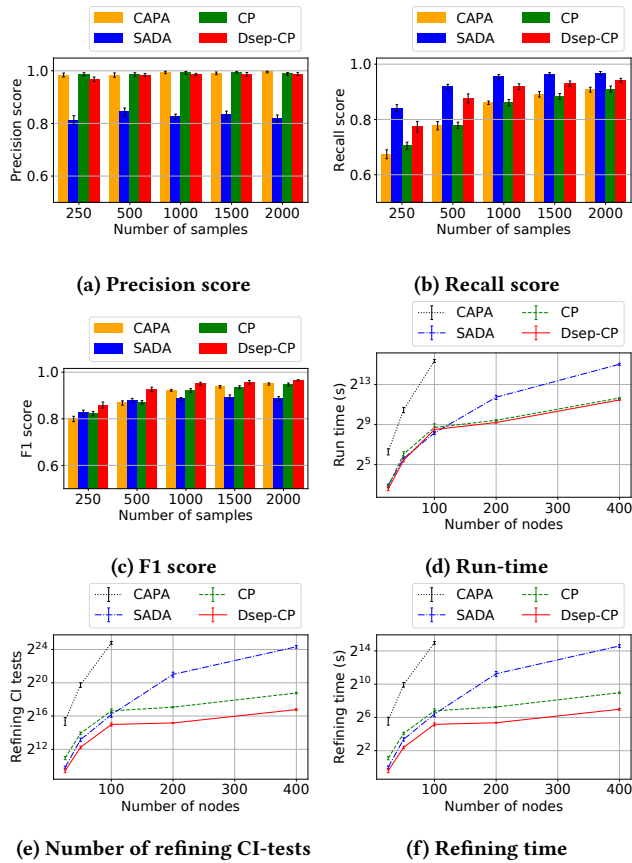 CAPA CP
SADA Dsep-CP
Precision score
1.0
0.8
0.6
250 500 1000 1500 2000
Number of samples
(a) Precision score
CAPA CP
SADA Dsep-CP
Recall score
1.0
0.8
0.6
250 500 1000 1500 2000
Number of samples
(b) Recall score
CAPA CP
SADA Dsep-CP
F1 score
1.0
0.8
0.6
250 500 1000 1500 2000
Number of samples
(c) F1 score
CAPA CP
SADA Dsep-CP
Run time (s)
2^13
2^9
2^5
100 200 300 400
Number of nodes
(d) Run-time
CAPA CP
SADA Dsep-CP
Refining CI tests
2^24
2^20
2^16
2^12
100 200 300 400
Number of nodes
(e) Number of refining CI-tests
CAPA CP
SADA Dsep-CP
Refining time (s)
2^14
2^10
2^6
2^2
100 200 300 400
Number of nodes
(f) Refining time